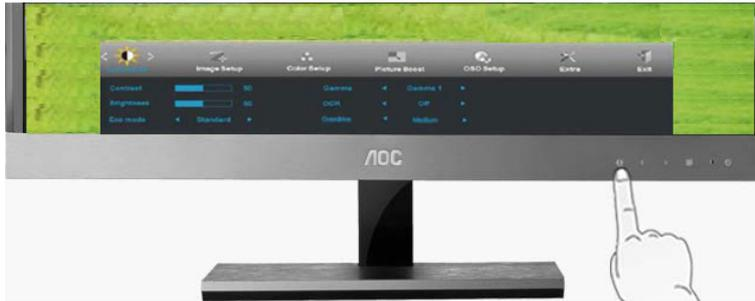 Luminance
Image Setup
Color Setup
Picture Boost
OSD Setup
Extra
Exit
Contrast 50 Gamma Gamma 1
Brightness 50 DCR Off
Eco mode Standard Overdrive Medium
AOC